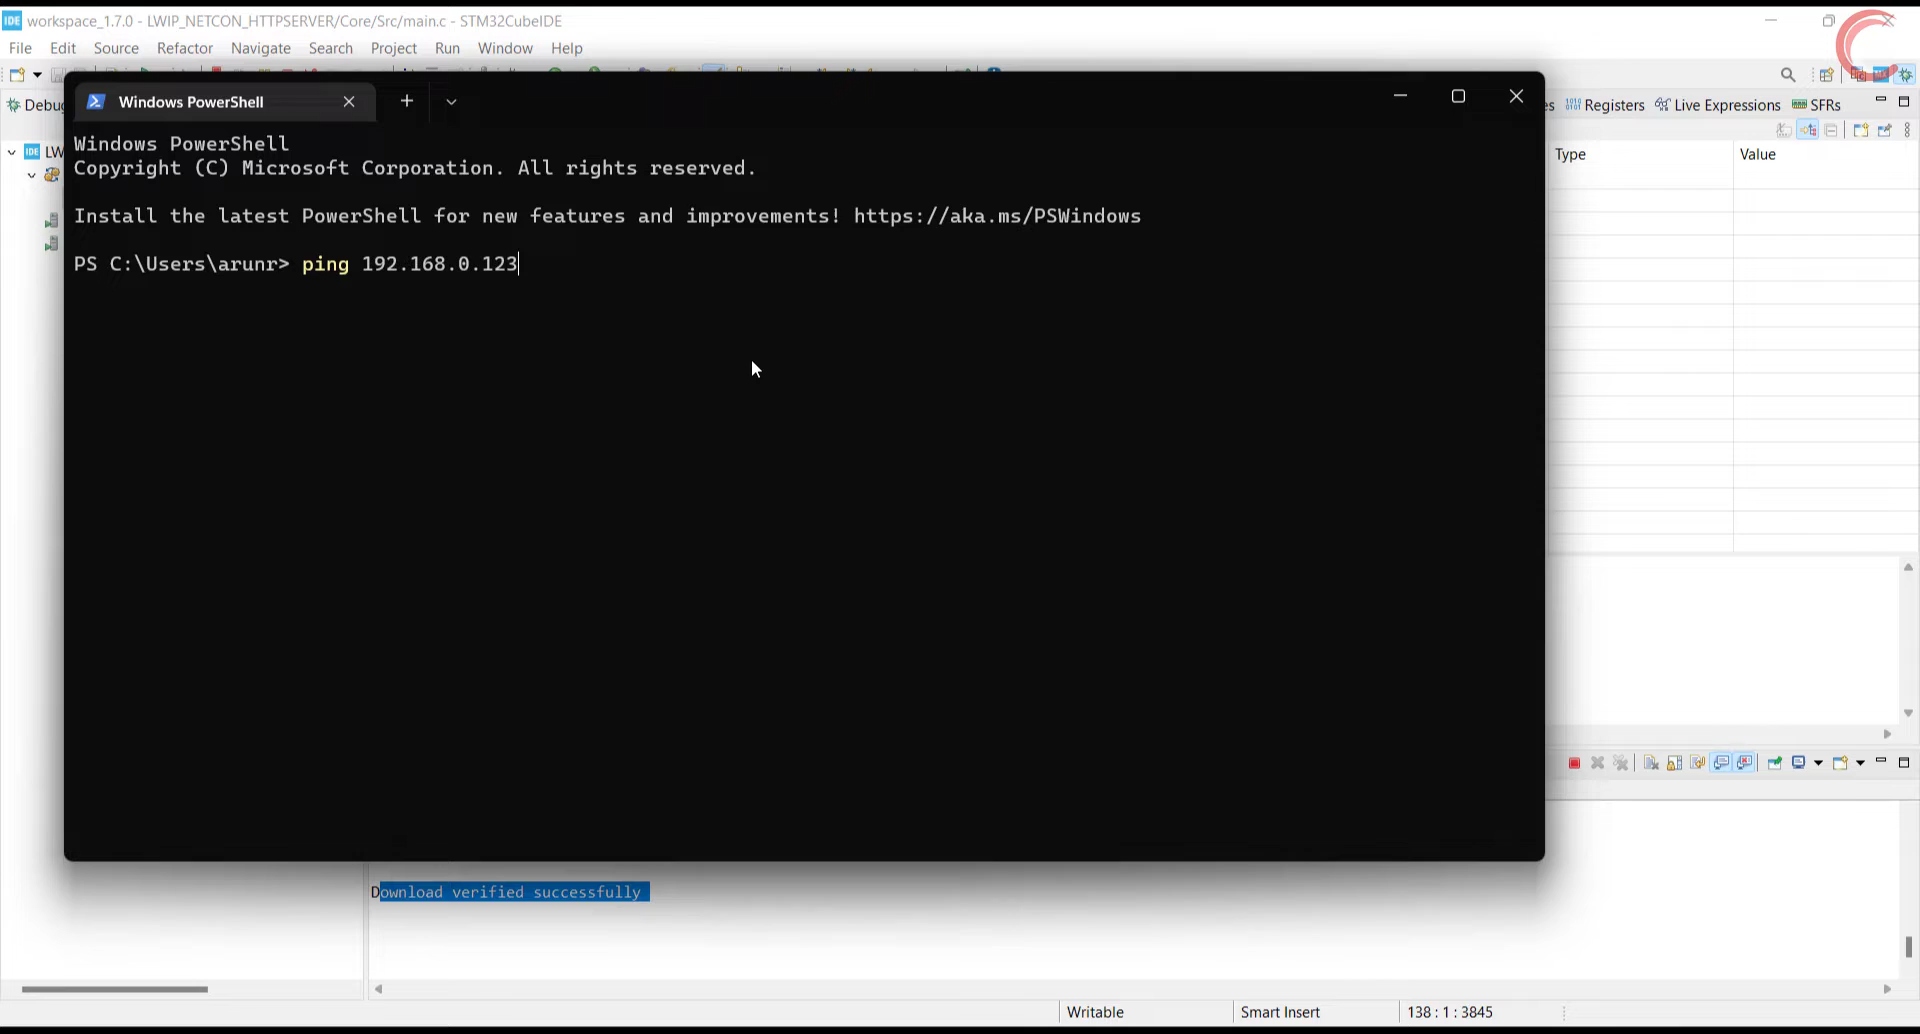 IDE workspace_1.7.0 - LWIP_NETCON_HTTPSERVER/Core/Src/main.c - STM32CubeIDE
File Edit Source Refactor Navigate Search Project Run Window Help
Windows PowerShell
Registers Live Expressions SFRs
Windows PowerShell
Copyright (C) Microsoft Corporation. All rights reserved.
IDE LW
Type Value
Install the latest PowerShell for new features and improvements! https://aka.ms/PSWindows
PS C:\Users\arunr> ping 192.168.0.123
Download verified successfully
Writable Smart Insert 138 : 1 : 3845